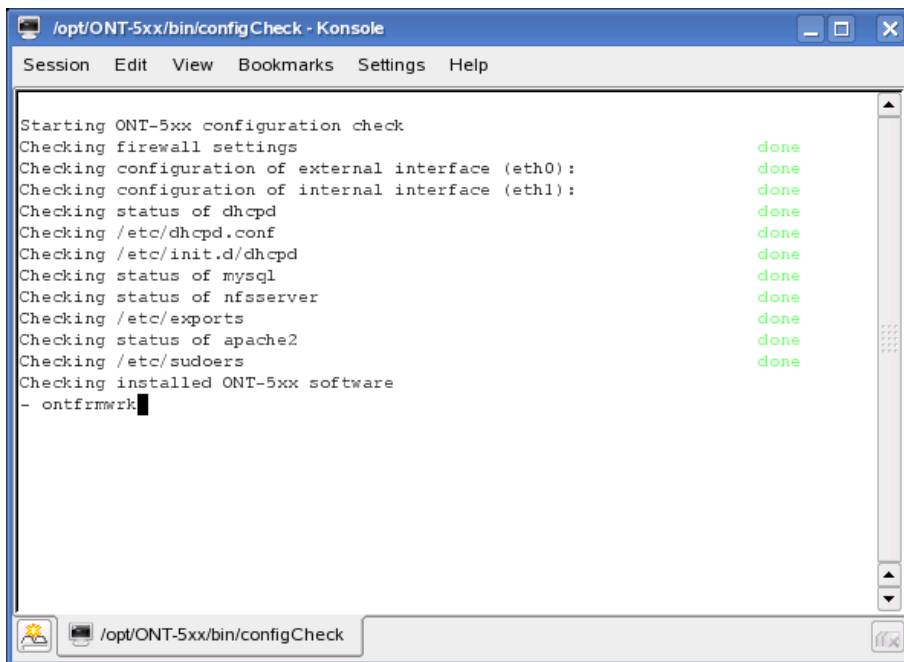 /opt/ONT-5xx/bin/configCheck - Konsole
Session Edit View Bookmarks Settings Help
Starting ONT-5xx configuration check
Checking firewall settings done
Checking configuration of external interface (eth0): done
Checking configuration of internal interface (eth1): done
Checking status of dhcpd done
Checking /etc/dhcpd.conf done
Checking /etc/init.d/dhcpd done
Checking status of mysql done
Checking status of nfsserver done
Checking /etc/exports done
Checking status of apache2 done
Checking /etc/sudoers done
Checking installed ONT-5xx software
- ontfrmwrk
/opt/ONT-5xx/bin/configCheck